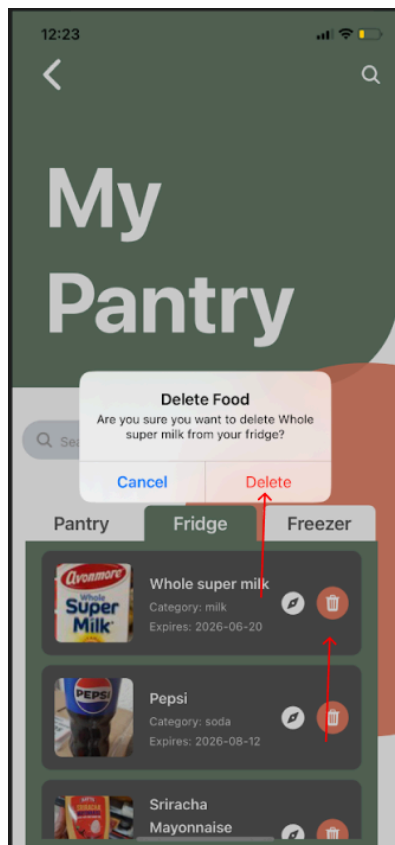 12:23
My
Pantry
Delete Food
Are you sure you want to delete Whole
super milk from your fridge?
Cancel
Delete
Sea
Pantry
Fridge
Freezer
avonmore
Whole
Super
Milk
Whole super milk
Category: milk
Expires: 2026-06-20
PEPSI
Pepsi
Category: soda
Expires: 2026-08-12
SRIRACHA
Sriracha
Mayonnaise